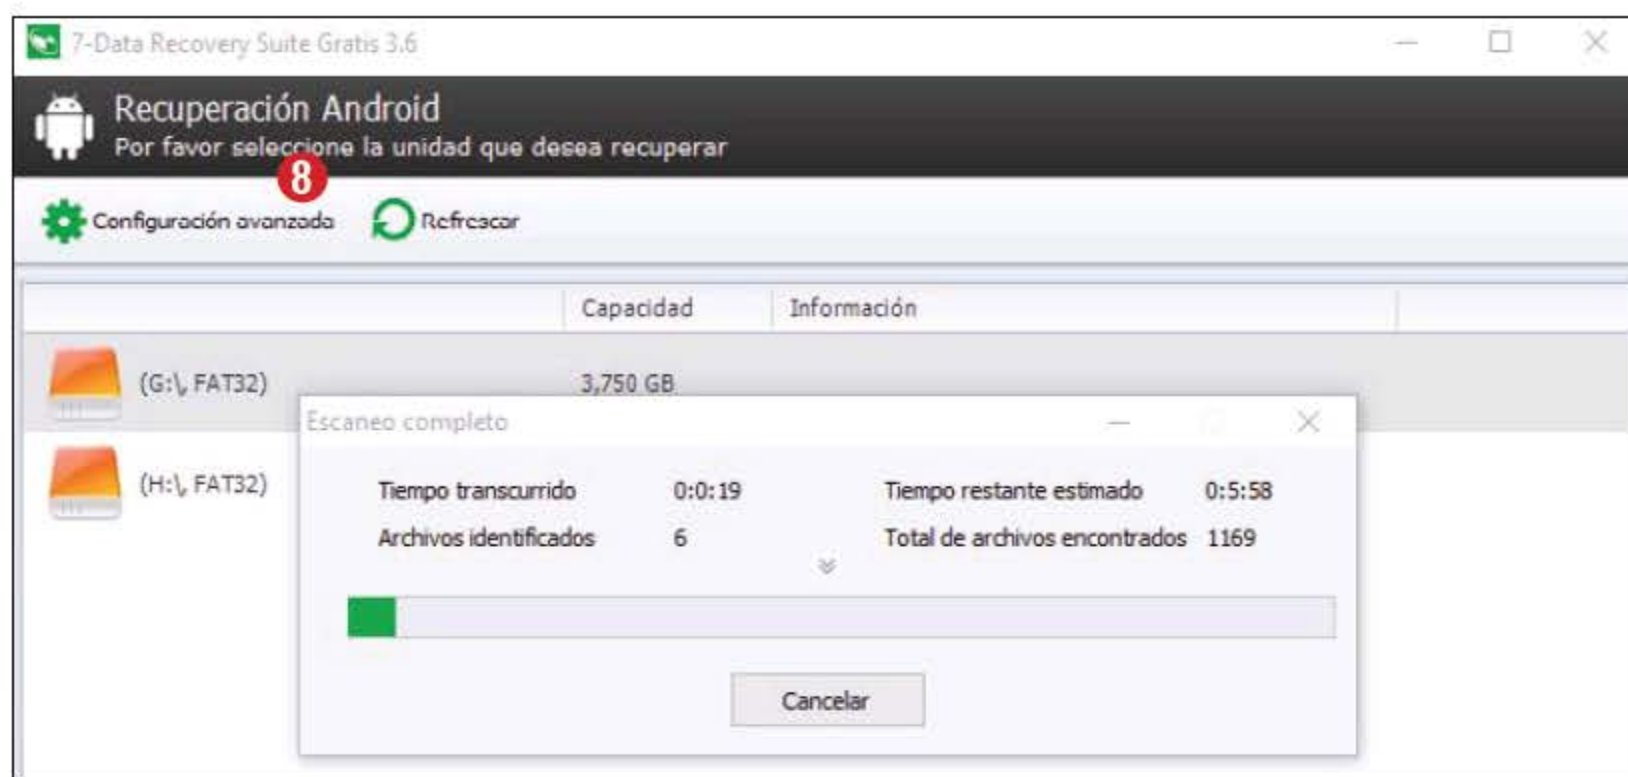 7-Data Recovery Suite Gratis 3.6
Recuperación Android
Por favor seleccione la unidad que desea recuperar
8
Configuración avanzada Refrescar
Capacidad Información
(G:\, FAT32) 3,750 GB
Escaneo completo
(H:\, FAT32)
Tiempo transcurrido 0:0:19 Tiempo restante estimado 0:5:58
Archivos identificados 6 Total de archivos encontrados 1169
Cancelar